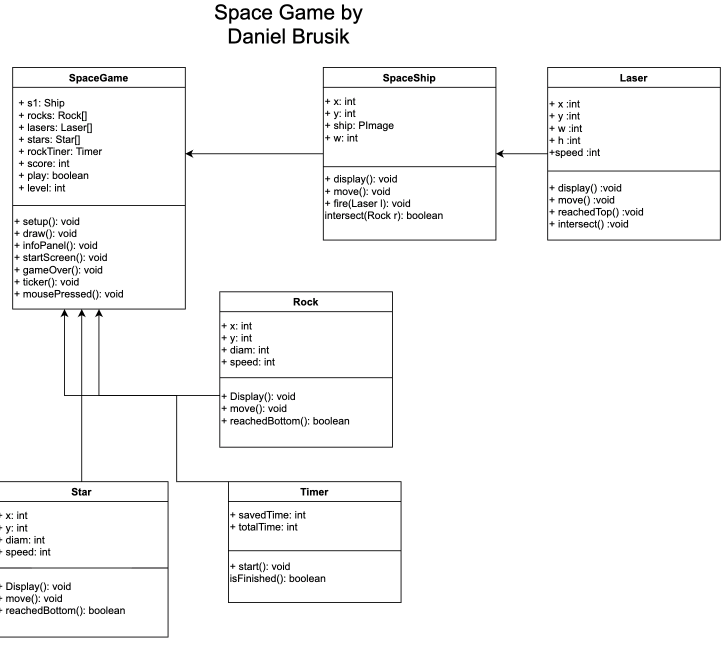 Space Game by
Daniel Brusik
SpaceGame
+ s1: Ship
+ rocks: Rock[]
+ lasers: Laser[]
+ stars: Star[]
+ rockTiner: Timer
+ score: int
+ play: boolean
+ level: int
+ setup(): void
+ draw(): void
+ infoPanel(): void
+ startScreen(): void
+ gameOver(): void
+ ticker(): void
+ mousePressed(): void
SpaceShip
+ x: int
+ y: int
+ ship: PImage
+ w: int
+ display(): void
+ move(): void
+ fire(Laser l): void
intersect(Rock r): boolean
Laser
+ x :int
+ y :int
+ w :int
+ h :int
+speed :int
+ display() :void
+ move() :void
+ reachedTop() :void
+ intersect() :void
Rock
+ x: int
+ y: int
+ diam: int
+ speed: int
+ Display(): void
+ move(): void
+ reachedBottom(): boolean
Star
+ x: int
+ y: int
+ diam: int
+ speed: int
+ Display(): void
+ move(): void
+ reachedBottom(): boolean
Timer
+ savedTime: int
+ totalTime: int
+ start(): void
isFinished(): boolean